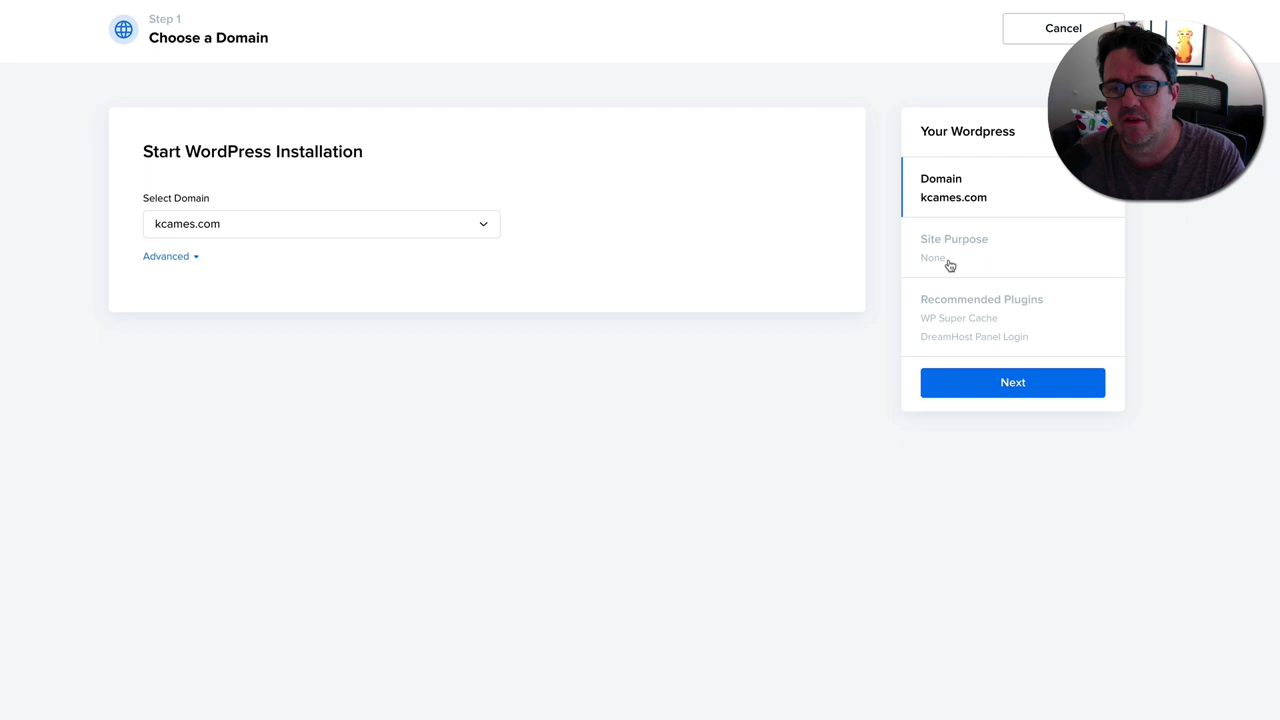 Step 1
Choose a Domain
Cancel
Start WordPress Installation
Select Domain
kcames.com
Advanced
Your Wordpress
Domain
kcames.com
Site Purpose
None
Recommended Plugins
WP Super Cache
DreamHost Panel Login
Next